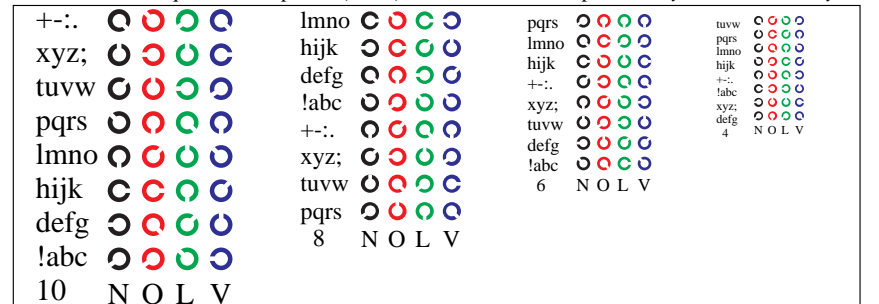 +-:.
xyz;
tuvw
pqrs
lmno
hijk
defg
!abc
10 N O L V
lmno
hijk
defg
!abc
+-:.
xyz;
tuvw
pqrs
8 N O L V
pqrs
lmno
hijk
+-:.
xyz;
tuvw
defg
!abc
6 N O L V
tuvw
pqrs
lmno
hijk
+-:.
!abc
xyz;
defg
4 N O L V